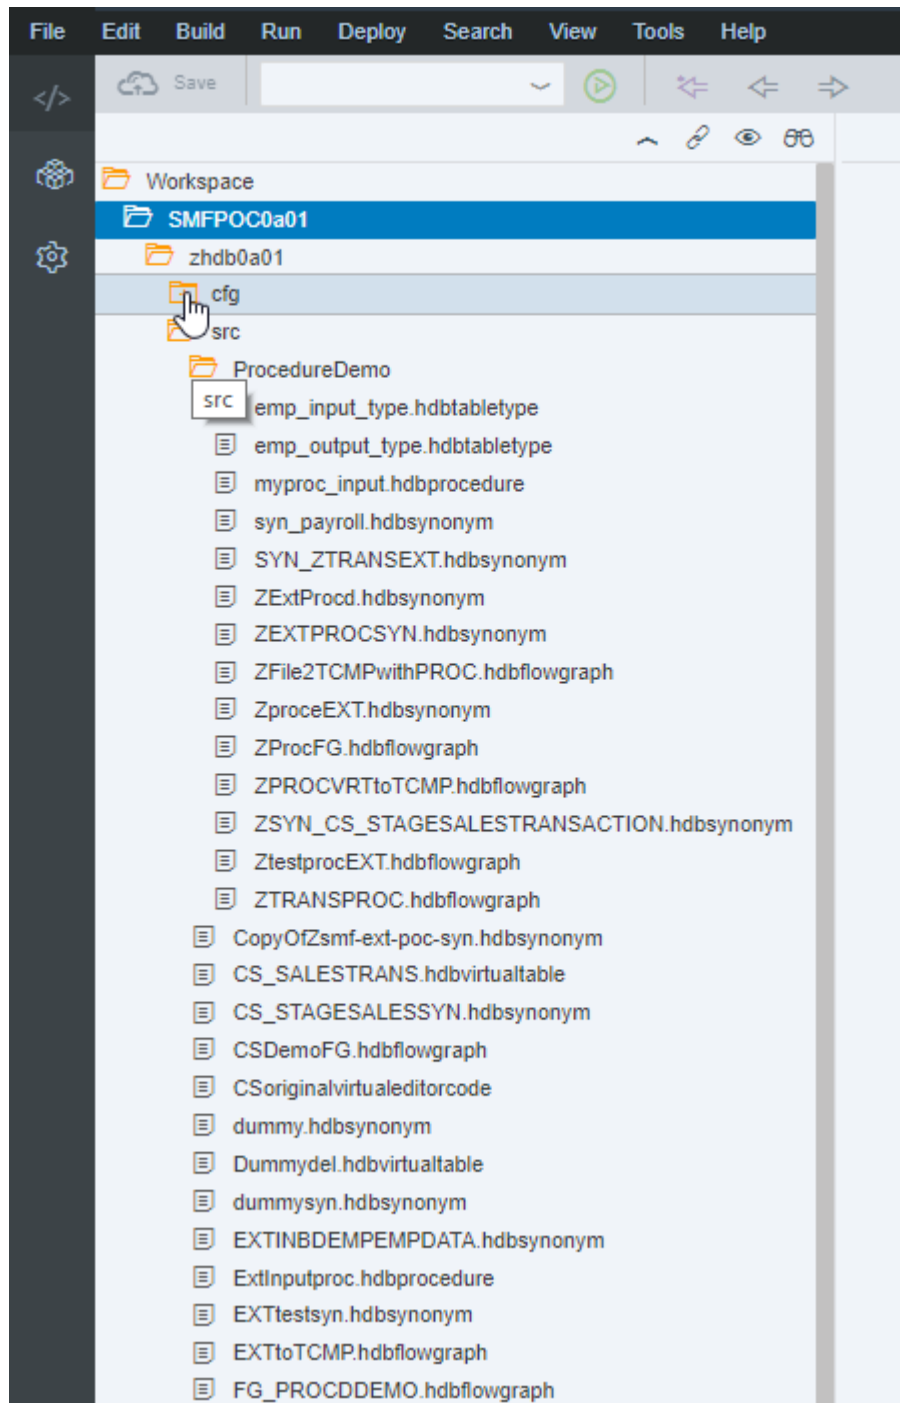 File Edit Build Run Deploy Search View Tools Help
</> Save
Workspace
SMFPOC0a01
zhdb0a01
cfg
src
ProcedureDemo
src emp_input_type.hdbtabletype
emp_output_type.hdbtabletype
myproc_input.hdbprocedure
syn_payroll.hdbsynonym
SYN_ZTRANSEXT.hdbsynonym
ZExtProcd.hdbsynonym
ZEXTPROCSYN.hdbsynonym
ZFile2TCMPwithPROC.hdbflowgraph
ZproceEXT.hdbsynonym
ZProcFG.hdbflowgraph
ZPROCVRTtoTCMP.hdbflowgraph
ZSYN_CS_STAGESALESTRANSACTION.hdbsynonym
ZtestprocEXT.hdbflowgraph
ZTRANSPROC.hdbflowgraph
CopyOfZsmf-ext-poc-syn.hdbsynonym
CS_SALESTRANS.hdbvirtualtable
CS_STAGESALESSYN.hdbsynonym
CSDemoFG.hdbflowgraph
CSoriginalvirtualeditorcode
dummy.hdbsynonym
Dummydel.hdbvirtualtable
dummysyn.hdbsynonym
EXTINBDEMPEMPDATA.hdbsynonym
ExtInputproc.hdbprocedure
EXTtestsyn.hdbsynonym
EXTtoTCMP.hdbflowgraph
FG_PROCDDEMO.hdbflowgraph